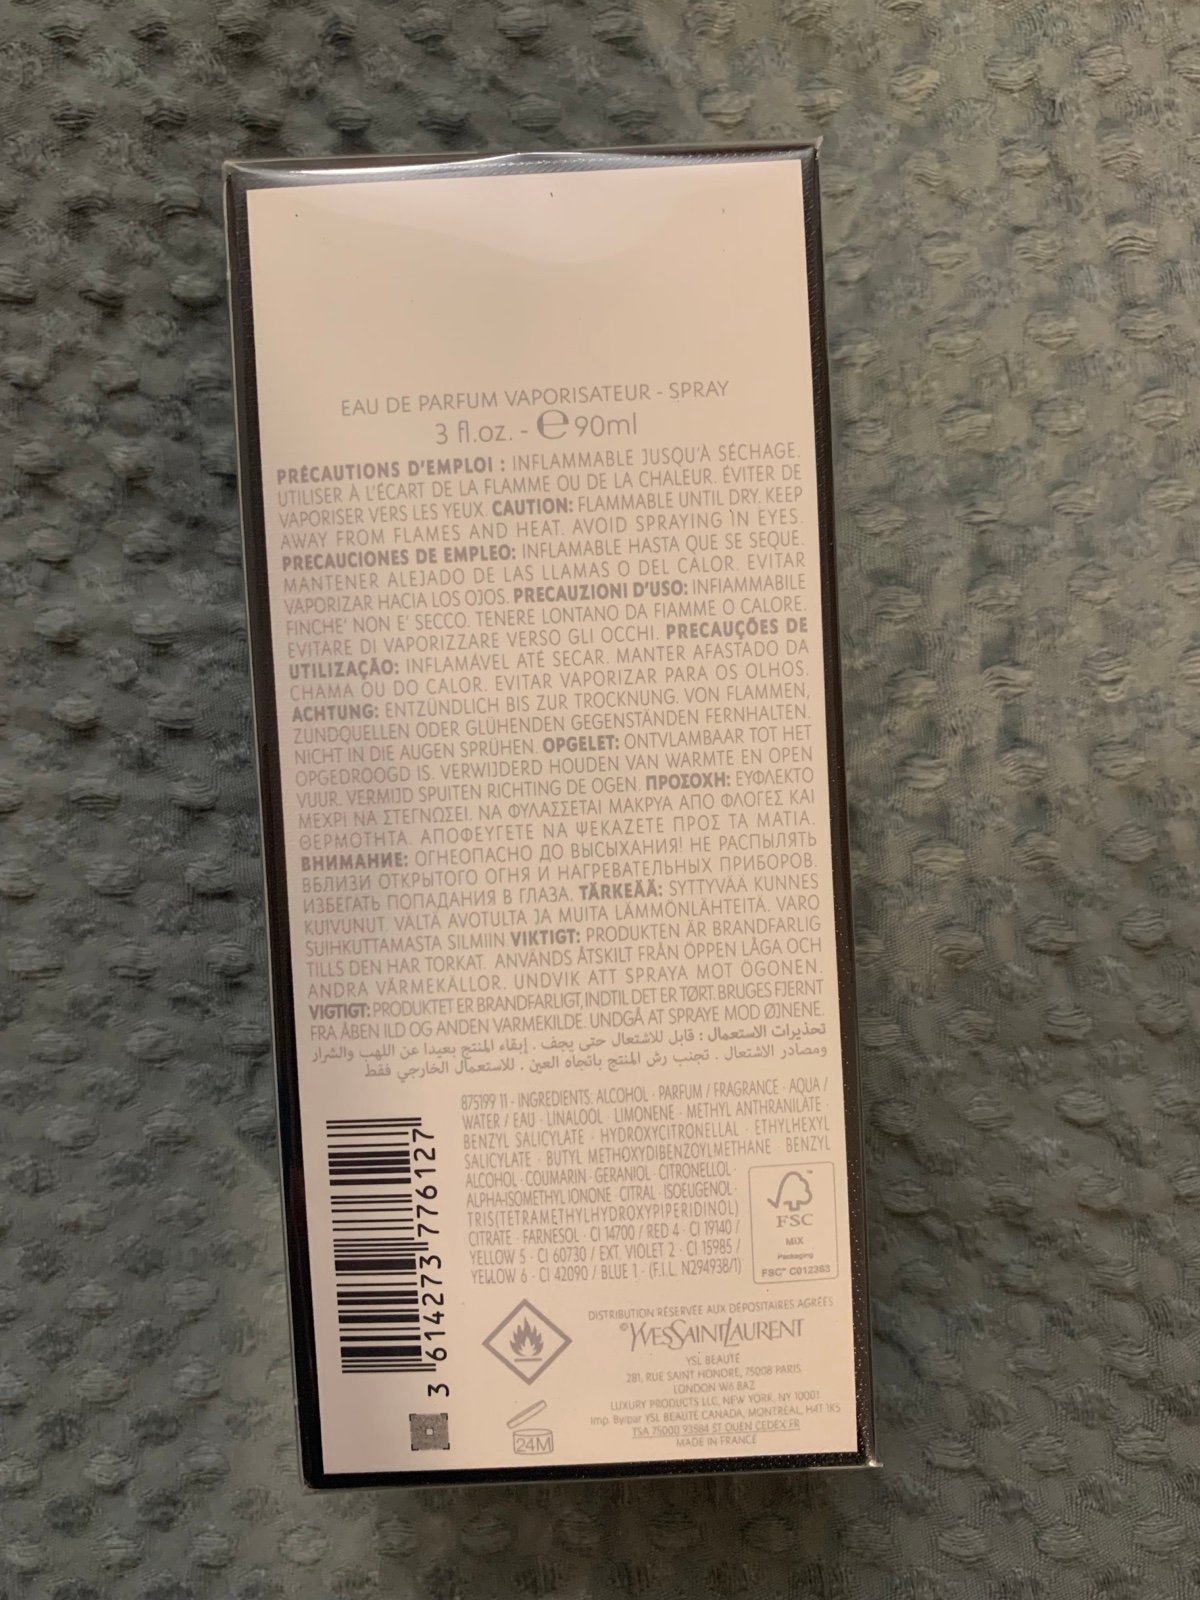 EAU DE PARFUM VAPORISATEUR - SPRAY
3 fl.oz. - ℮ 90ml
PRÉCAUTIONS D'EMPLOI : INFLAMMABLE JUSQU'À SÉCHAGE.
UTILISER À L'ÉCART DE LA FLAMME OU DE LA CHALEUR. ÉVITER DE
VAPORISER VERS LES YEUX. CAUTION: FLAMMABLE UNTIL DRY. KEEP
AWAY FROM FLAMES AND HEAT. AVOID SPRAYING IN EYES.
PRECAUCIONES DE EMPLEO: INFLAMABLE HASTA QUE SE SEQUE.
MANTENER ALEJADO DE LAS LLAMAS O DEL CALOR. EVITAR
VAPORIZAR HACIA LOS OJOS. PRECAUZIONI D'USO: INFIAMMABILE
FINCHE' NON E' SECCO. TENERE LONTANO DA FIAMME O CALORE.
EVITARE DI VAPORIZZARE VERSO GLI OCCHI. PRECAUÇÕES DE
UTILIZAÇÃO: INFLAMÁVEL ATÉ SECAR. MANTER AFASTADO DA
CHAMA OU DO CALOR. EVITAR VAPORIZAR PARA OS OLHOS.
ACHTUNG: ENTZÜNDLICH BIS ZUR TROCKNUNG. VON FLAMMEN,
ZÜNDQUELLEN ODER GLÜHENDEN GEGENSTÄNDEN FERNHALTEN.
NICHT IN DIE AUGEN SPRÜHEN. OPGELET: ONTVLAMBAAR TOT HET
OPGEDROOGD IS. VERWIJDERD HOUDEN VAN WARMTE EN OPEN
VUUR. VERMIJD SPUITEN RICHTING DE OGEN. ΠΡΟΣΟΧΗ: ΕΥΦΛΕΚΤΟ
ΜΕΧΡΙ ΝΑ ΣΤΕΓΝΩΣΕΙ. ΝΑ ΦΥΛΑΣΣΕΤΑΙ ΜΑΚΡΥΑ ΑΠΟ ΦΛΟΓΕΣ ΚΑΙ
ΘΕΡΜΟΤΗΤΑ. ΑΠΟΦΕΥΓΕΤΕ ΝΑ ΨΕΚΑΖΕΤΕ ΠΡΟΣ ΤΑ ΜΑΤΙΑ.
ВНИМАНИЕ: ОГНЕОПАСНО ДО ВЫСЫХАНИЯ! НЕ РАСПЫЛЯТЬ
ВБЛИЗИ ОТКРЫТОГО ОГНЯ И НАГРЕВАТЕЛЬНЫХ ПРИБОРОВ.
ИЗБЕГАТЬ ПОПАДАНИЯ В ГЛАЗА. TÄRKEÄÄ: SYTTYVÄÄ KUNNES
KUIVUNUT. VÄLTÄ AVOTULTA JA MUITA LÄMMÖNLÄHTEITÄ. VARO
SUIHKUTTAMASTA SILMIIN VIKTIGT: PRODUKTEN ÄR BRANDFARLIG
TILLS DEN HAR TORKAT. ANVÄNDS ÅTSKILT FRÅN ÖPPEN LÅGA OCH
ANDRA VÄRMEKÄLLOR. UNDVIK ATT SPRAYA MOT ÖGONEN.
VIGTIGT: PRODUKTET ER BRANDFARLIGT, INDTIL DET ER TØRT. BRUGES FJERNT
FRA ÅBEN ILD OG ANDEN VARMEKILDE. UNDGÅ AT SPRAYE MOD ØJNENE.
تحذيرات الاستعمال : قابل للاشتعال حتى يجف . إبقاء المنتج بعيدا عن اللهب والشرار
ومصادر الاشتعال . تجنب رش المنتج باتجاه العين . للاستعمال الخارجي فقط
875199 11 - INGREDIENTS: ALCOHOL · PARFUM / FRAGRANCE · AQUA /
WATER / EAU · LINALOOL · LIMONENE · METHYL ANTHRANILATE ·
BENZYL SALICYLATE · HYDROXYCITRONELLAL · ETHYLHEXYL
SALICYLATE · BUTYL METHOXYDIBENZOYLMETHANE · BENZYL
ALCOHOL · COUMARIN · GERANIOL · CITRONELLOL ·
ALPHA-ISOMETHYL IONONE · CITRAL · ISOEUGENOL ·
TRIS(TETRAMETHYLHYDROXYPIPERIDINOL)
CITRATE · FARNESOL · CI 14700 / RED 4 · CI 19140 /
YELLOW 5 · CI 60730 / EXT. VIOLET 2 · CI 15985 /
YELLOW 6 · CI 42090 / BLUE 1 · (F.I.L. N294938/1)
FSC
MIX
Packaging
FSC® C012363
3 614273 776127
24M
DISTRIBUTION RÉSERVÉE AUX DÉPOSITAIRES AGRÉÉS
©YVESSAINTLAURENT
YSL BEAUTÉ
281, RUE SAINT HONORÉ, 75008 PARIS
LONDON W6 8AZ
LUXURY PRODUCTS LLC, NEW YORK, NY 10001
Imp. By/par YSL BEAUTÉ CANADA, MONTRÉAL, H4T 1K5
TSA 75000 93584 ST OUEN CEDEX FR
MADE IN FRANCE